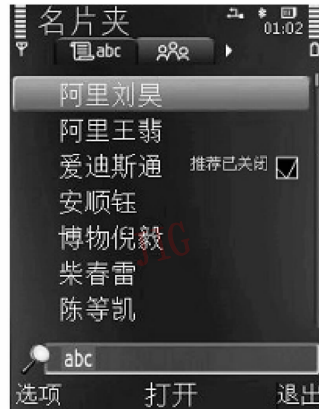 名片夹
01:02
abc
阿里刘昊
阿里王翡
爱迪斯通 推荐已关闭
安顺钰
博物倪毅
柴春雷
陈等凯
JIG
abc
选项 打开 退出